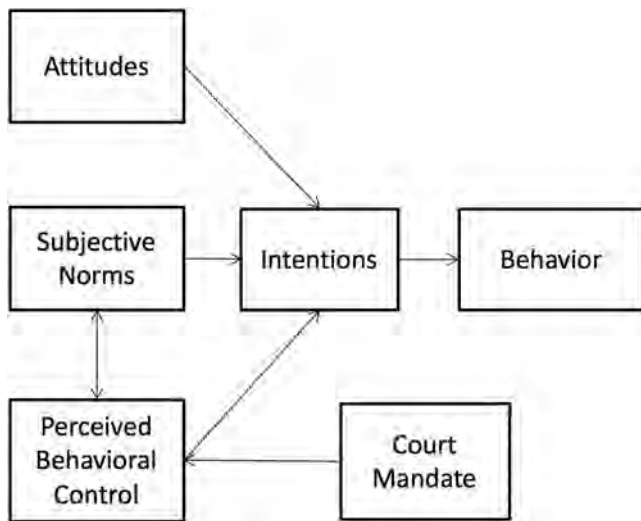 Attitudes
Subjective
Norms
Intentions
Behavior
Perceived
Behavioral
Control
Court
Mandate